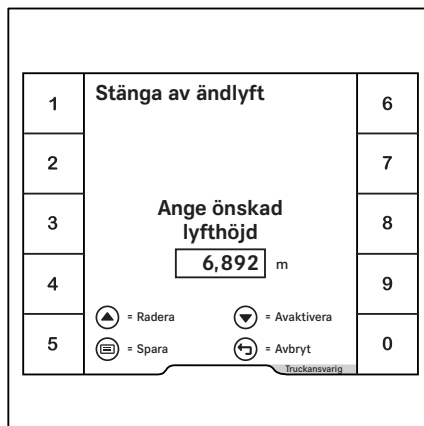 Stänga av ändlyft
1
2
3
4
5
6
7
8
9
0
Ange önskad
lyfthöjd
6,892 m
= Radera
= Avaktivera
= Spara
= Avbryt
Truckansvarig